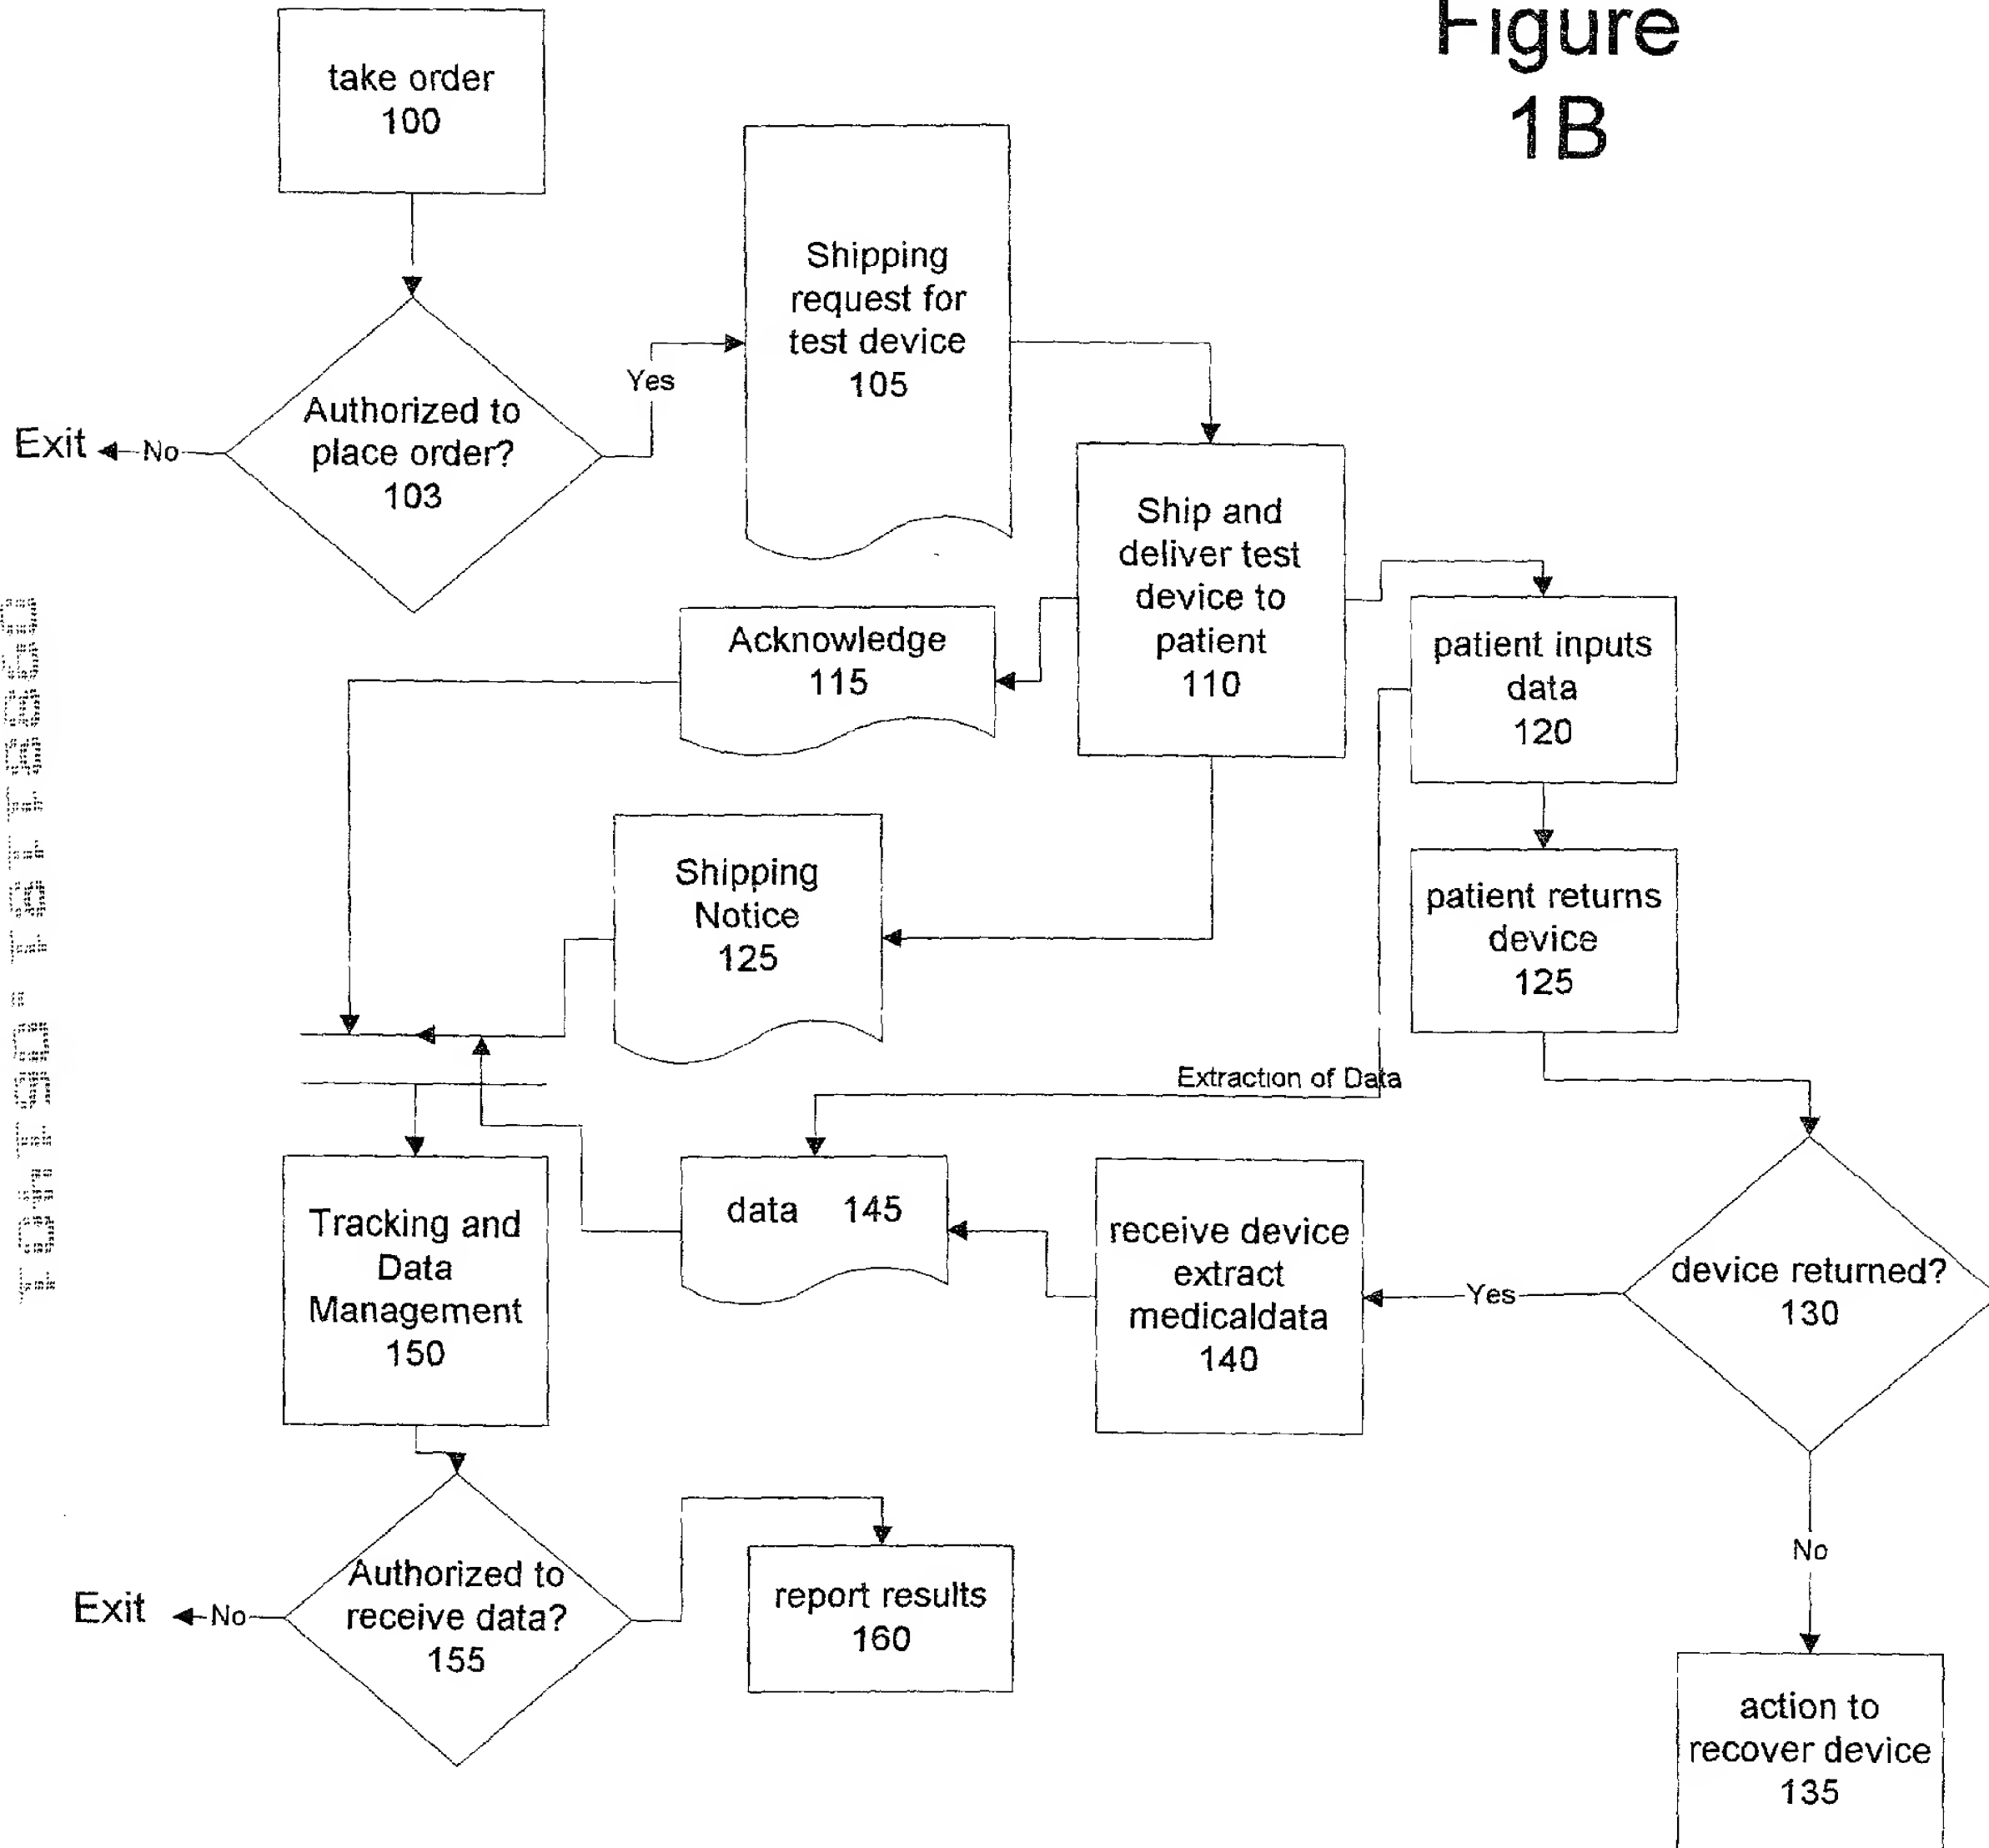 Figure
1B
take order
100
Authorized to
place order?
103
Exit
No
Yes
Shipping
request for
test device
105
Ship and
deliver test
device to
patient
110
Acknowledge
115
patient inputs
data
120
Shipping
Notice
125
patient returns
device
125
Extraction of Data
device returned?
130
Yes
No
receive device
extract
medicaldata
140
data 145
Tracking and
Data
Management
150
Authorized to
receive data?
155
Exit
No
report results
160
action to
recover device
135